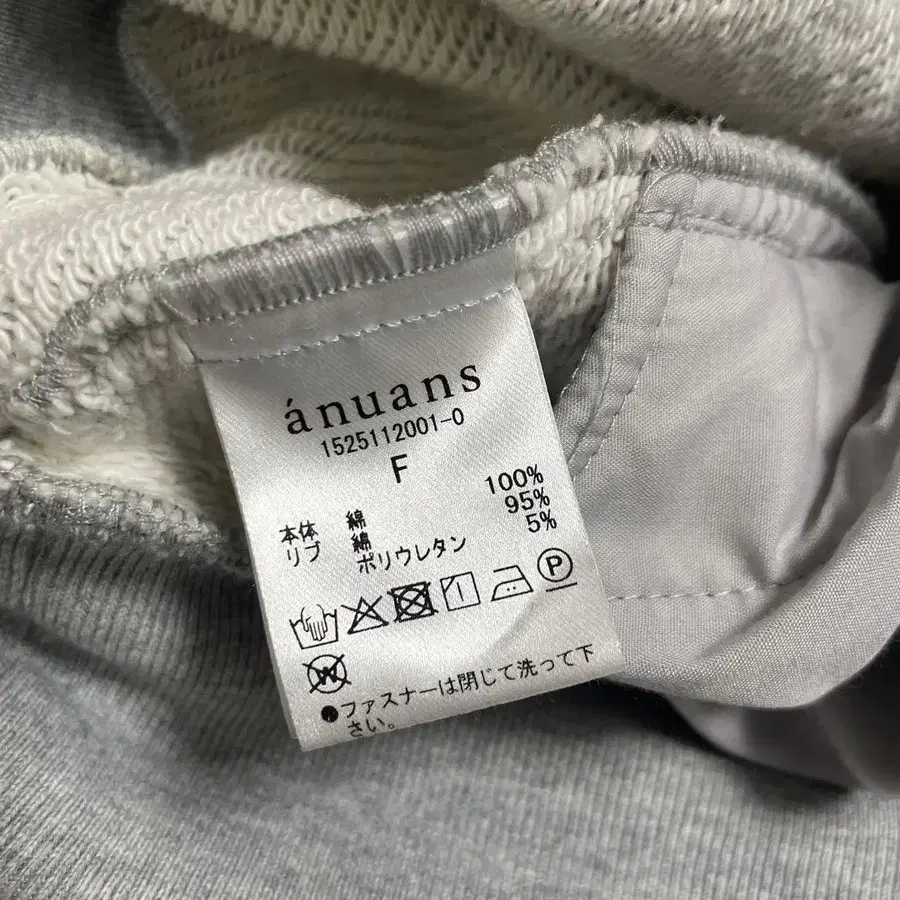 ánuans
1525112001-0
F
本体 綿 100%
リブ 綿 95%
ポリウレタン 5%
P
W
●ファスナーは閉じて洗って下
さい。